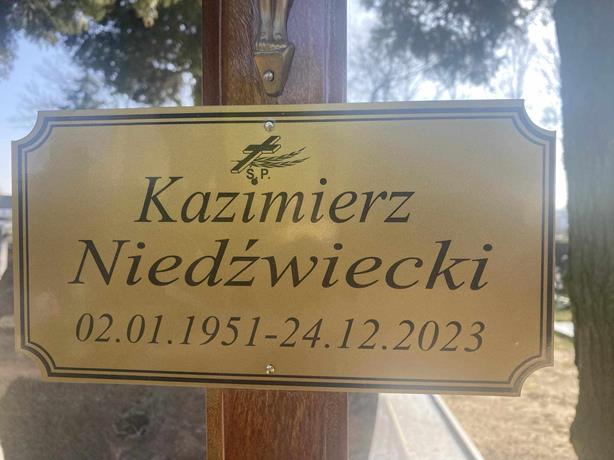 Ś.P.
Kazimierz
Niedźwiecki
02.01.1951-24.12.2023